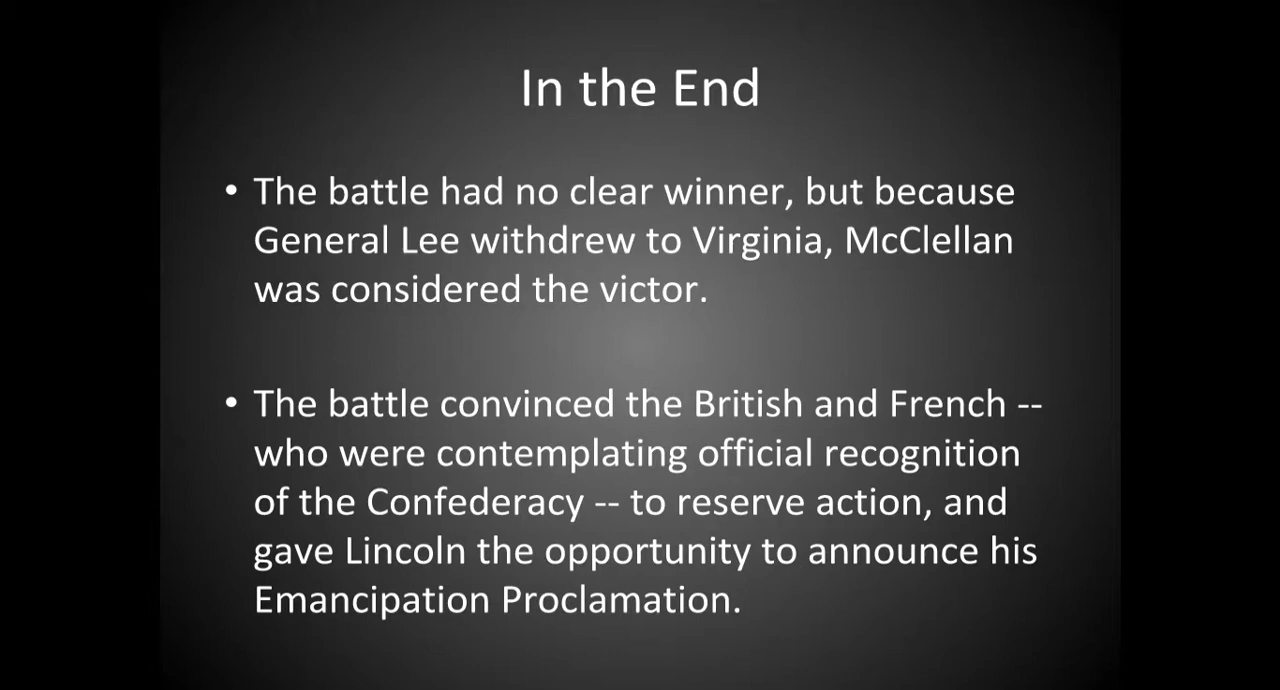 In the End
• The battle had no clear winner, but because
General Lee withdrew to Virginia, McClellan
was considered the victor.
• The battle convinced the British and French --
who were contemplating official recognition
of the Confederacy -- to reserve action, and
gave Lincoln the opportunity to announce his
Emancipation Proclamation.